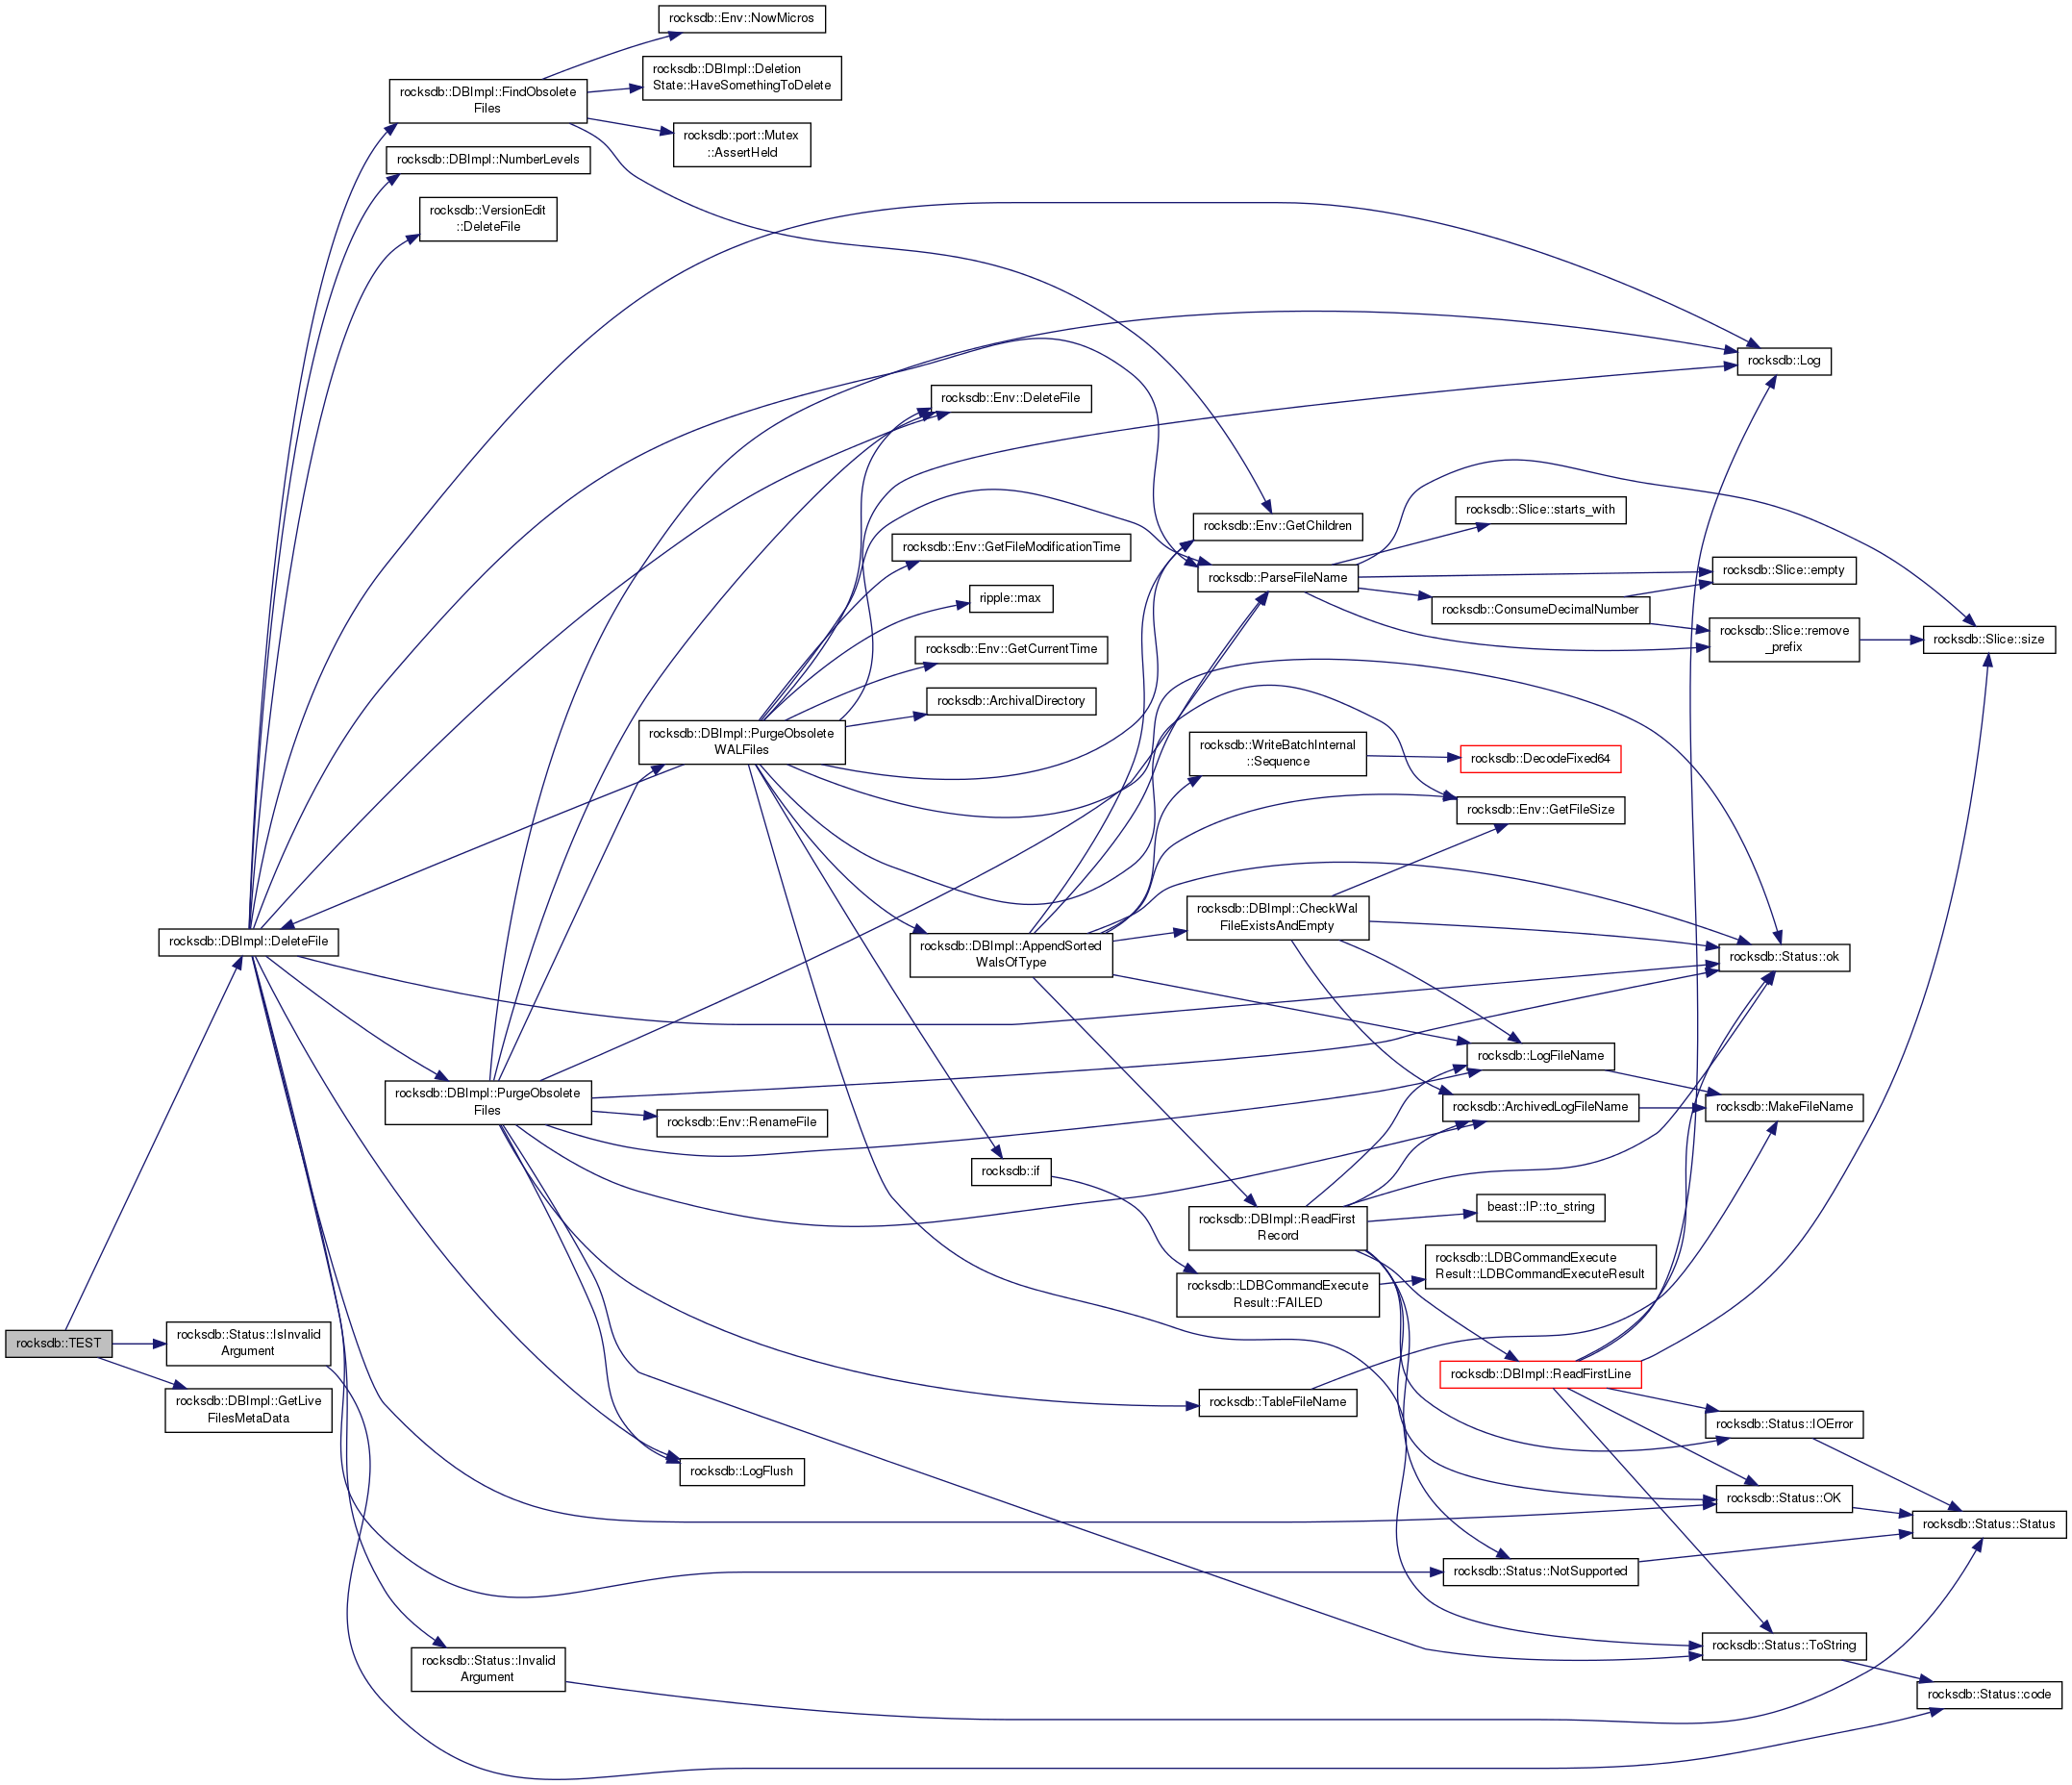 rocksdb::Env::NowMicros
rocksdb::DBImpl::Deletion
State::HaveSomethingToDelete
rocksdb::DBImpl::FindObsolete
Files
rocksdb::port::Mutex
::AssertHeld
rocksdb::DBImpl::NumberLevels
rocksdb::VersionEdit
::DeleteFile
rocksdb::Log
rocksdb::Env::DeleteFile
rocksdb::Slice::starts_with
rocksdb::Env::GetChildren
rocksdb::Env::GetFileModificationTime
rocksdb::ParseFileName
rocksdb::Slice::empty
ripple::max
rocksdb::ConsumeDecimalNumber
rocksdb::Slice::remove
_prefix
rocksdb::Slice::size
rocksdb::Env::GetCurrentTime
rocksdb::ArchivalDirectory
rocksdb::DBImpl::PurgeObsolete
WALFiles
rocksdb::WriteBatchInternal
::Sequence
rocksdb::DecodeFixed64
rocksdb::Env::GetFileSize
rocksdb::DBImpl::CheckWal
FileExistsAndEmpty
rocksdb::DBImpl::DeleteFile
rocksdb::DBImpl::AppendSorted
WalsOfType
rocksdb::Status::ok
rocksdb::LogFileName
rocksdb::DBImpl::PurgeObsolete
Files
rocksdb::Env::RenameFile
rocksdb::ArchivedLogFileName
rocksdb::MakeFileName
rocksdb::if
beast::IP::to_string
rocksdb::DBImpl::ReadFirst
Record
rocksdb::LDBCommandExecute
Result::LDBCommandExecuteResult
rocksdb::LDBCommandExecute
Result::FAILED
rocksdb::TEST
rocksdb::Status::IsInvalid
Argument
rocksdb::DBImpl::ReadFirstLine
rocksdb::DBImpl::GetLive
FilesMetaData
rocksdb::TableFileName
rocksdb::Status::IOError
rocksdb::LogFlush
rocksdb::Status::OK
rocksdb::Status::Status
rocksdb::Status::NotSupported
rocksdb::Status::ToString
rocksdb::Status::Invalid
Argument
rocksdb::Status::code